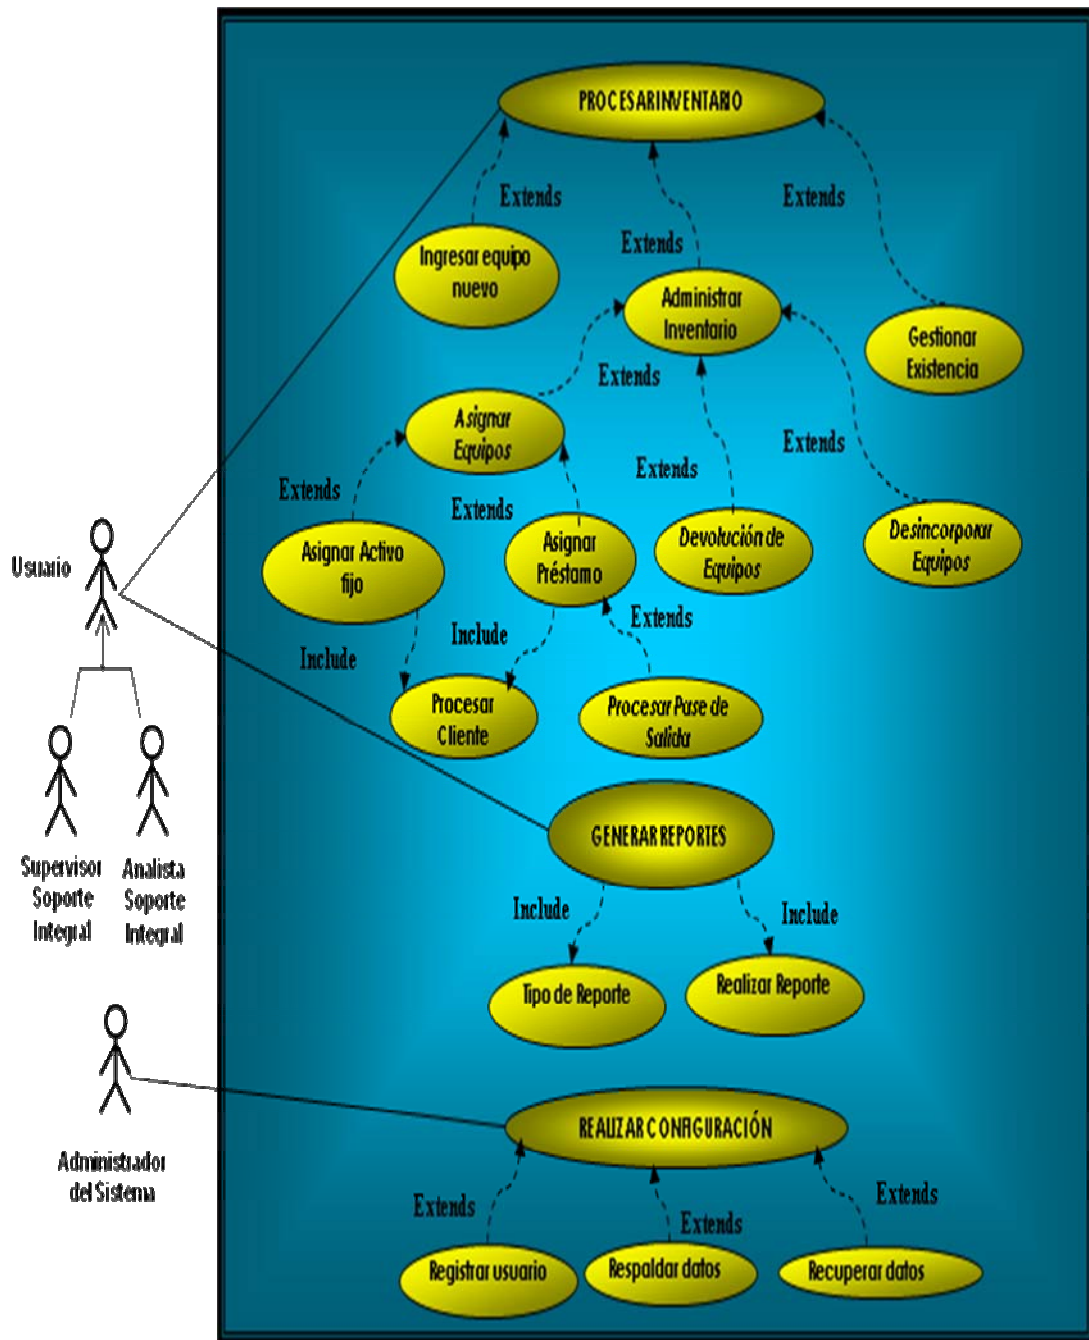 PROCESAR INVENTARIO
Extends
Extends
Extends
Ingresar equipo
nuevo
Administrar
Inventario
Gestionar
Existencia
Extends
Asignar
Equipos
Extends
Extends
Extends
Extends
Asignar Activo
fijo
Asignar
Préstamo
Devolución de
Equipos
Desincorporar
Equipos
Usuario
Include
Include
Extends
Procesar
Cliente
Procesar Pase de
Salida
GENERAR REPORTES
Supervisor
Soporte
Integral
Analista
Soporte
Integral
Include
Include
Tipo de Reporte
Realizar Reporte
REALIZAR CONFIGURACIÓN
Administrador
del Sistema
Extends
Extends
Extends
Registrar usuario
Respaldar datos
Recuperar datos